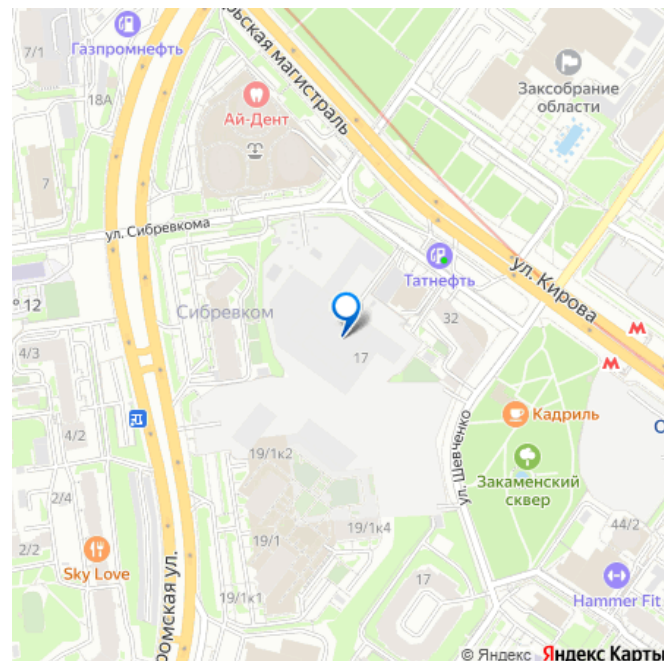 7/1
Газпромнефть
ьская магистраль
18А
Ай-Дент
Заксобрание
области
7
ул. Сибревкома
ул. Кирова
Татнефть
№ 12
Сибревком
32
4/3
17
Кадриль
ул. Шевченко
4/2
19/1к2
Закаменский
сквер
2/4
19/1к4
44/2
2/2
19/1
Sky Love
17
19/1к1
Hammer Fit
ромская ул.
© Яндекс Яндекс Карты